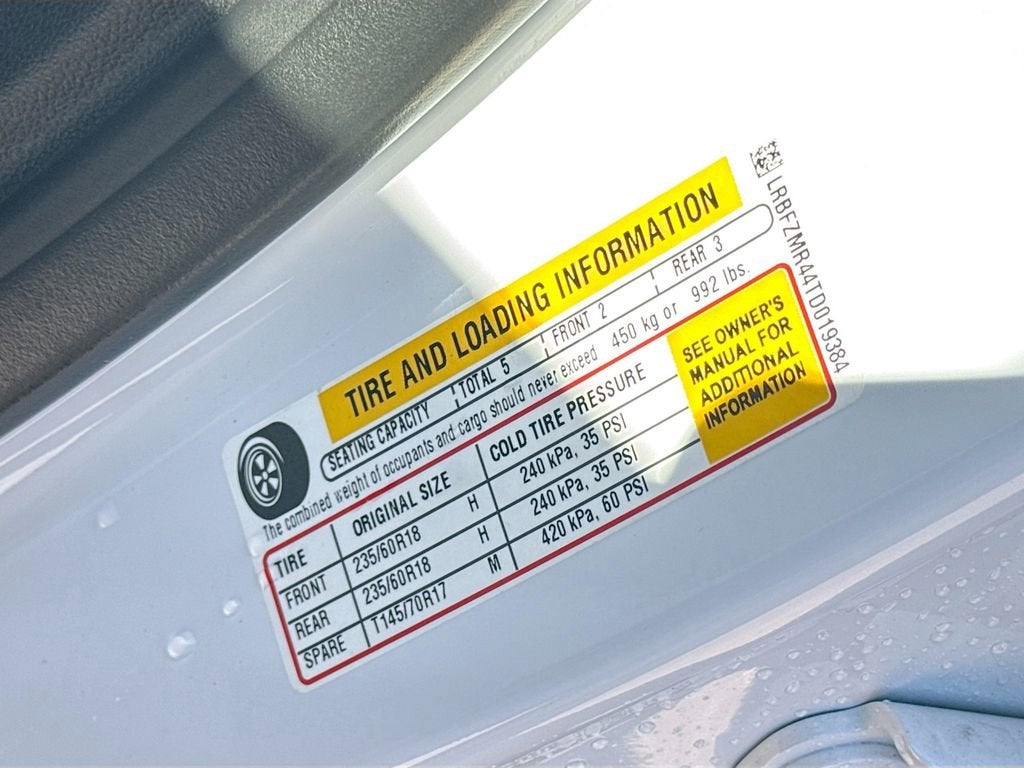 TIRE AND LOADING INFORMATION
SEATING CAPACITY TOTAL 5 FRONT 2 REAR 3
The combined weight of occupants and cargo should never exceed 450 kg or 992 lbs.
TIRE ORIGINAL SIZE COLD TIRE PRESSURE
FRONT 235/60R18 H 240 kPa, 35 PSI
REAR 235/60R18 H 240 kPa, 35 PSI
SPARE T145/70R17 M 420 kPa, 60 PSI
SEE OWNER'S
MANUAL FOR
ADDITIONAL
INFORMATION
LRBFZMR44TD019384